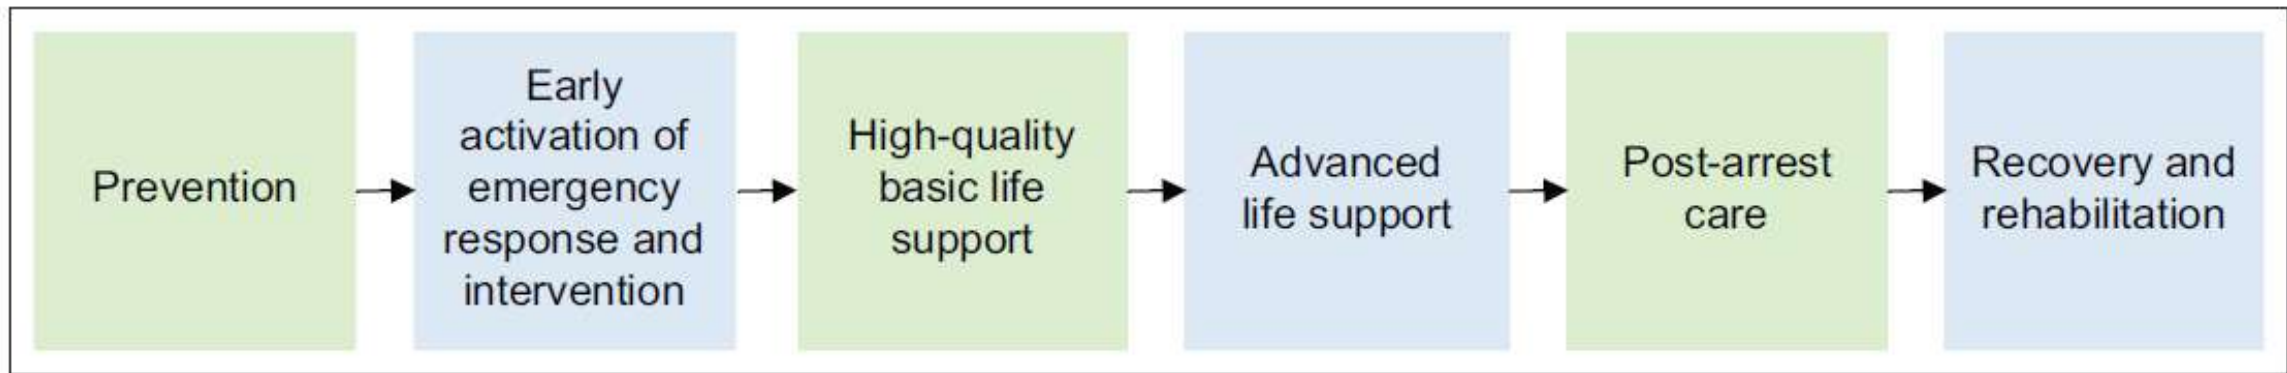 Prevention
Early
activation of
emergency
response and
intervention
High-quality
basic life
support
Advanced
life support
Post-arrest
care
Recovery and
rehabilitation